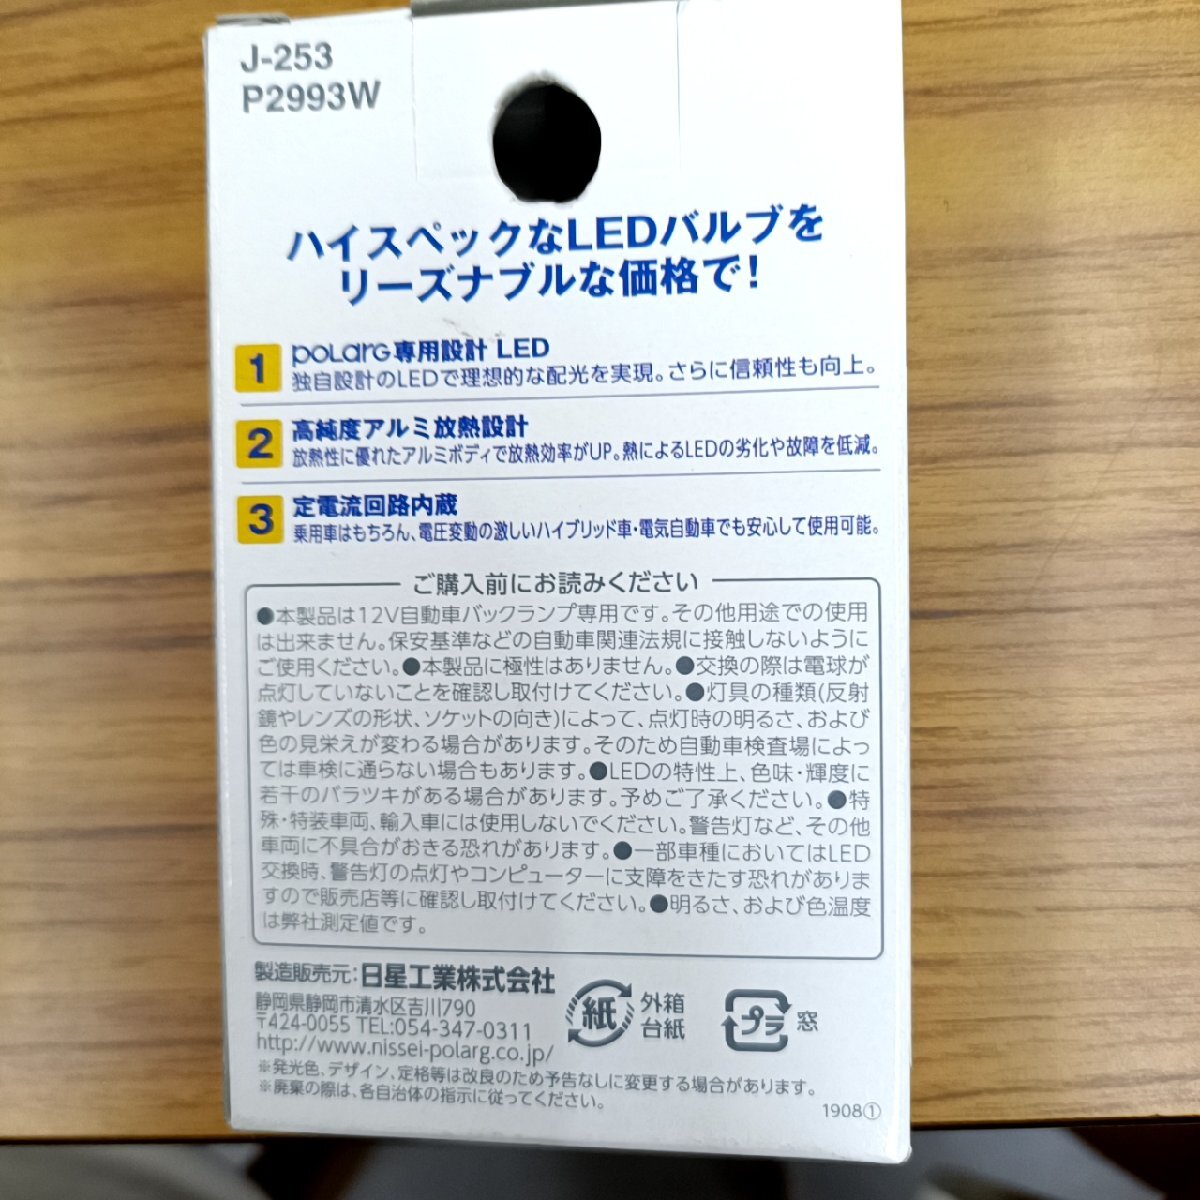 J-253
P2993W
ハイスペックなLEDバルブを
リーズナブルな価格で!
1 POLARG専用設計 LED
独自設計のLEDで理想的な配光を実現。さらに信頼性も向上。
2 高純度アルミ放熱設計
放熱性に優れたアルミボディで放熱効率がUP。熱によるLEDの劣化や故障を低減。
3 定電流回路内蔵
乗用車はもちろん、電圧変動の激しいハイブリッド車・電気自動車でも安心して使用可能。
ご購入前にお読みください
●本製品は12V自動車バックランプ専用です。その他用途での使用
は出来ません。保安基準などの自動車関連法規に接触しないように
ご使用ください。●本製品に極性はありません。●交換の際は電球が
点灯していないことを確認し取付けてください。●灯具の種類(反射
鏡やレンズの形状、ソケットの向き)によって、点灯時の明るさ、および
色の見栄えが変わる場合があります。そのため自動車検査場によっ
ては車検に通らない場合もあります。●LEDの特性上、色味・輝度に
若干のバラツキがある場合があります。予めご了承ください。●特
殊・特装車両、輸入車には使用しないでください。警告灯など、その他
車両に不具合がおきる恐れがあります。●一部車種においてはLED
交換時、警告灯の点灯やコンピューターに支障をきたす恐れがありま
すので販売店等に確認し取付けてください。●明るさ、および色温度
は弊社測定値です。
製造販売元:日星工業株式会社
静岡県静岡市清水区吉川790
〒424-0055 TEL:054-347-0311
http://www.nissei-polarg.co.jp/
紙 外箱
台紙
プラ 窓
※発光色、デザイン、定格等は改良のため予告なしに変更する場合があります。
※廃棄の際は、各自治体の指示に従ってください。
1908①